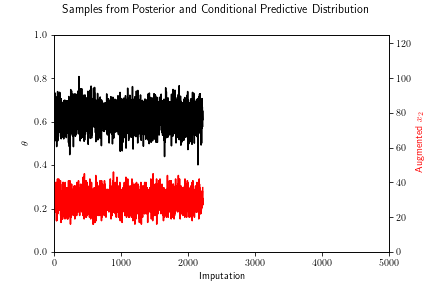 Samples from Posterior and Conditional Predictive Distribution
1.0
0.8
0.6
0.4
0.2
0.0
θ
120
100
80
60
40
20
0
Augmented x₂
0 1000 2000 3000 4000 5000
Imputation